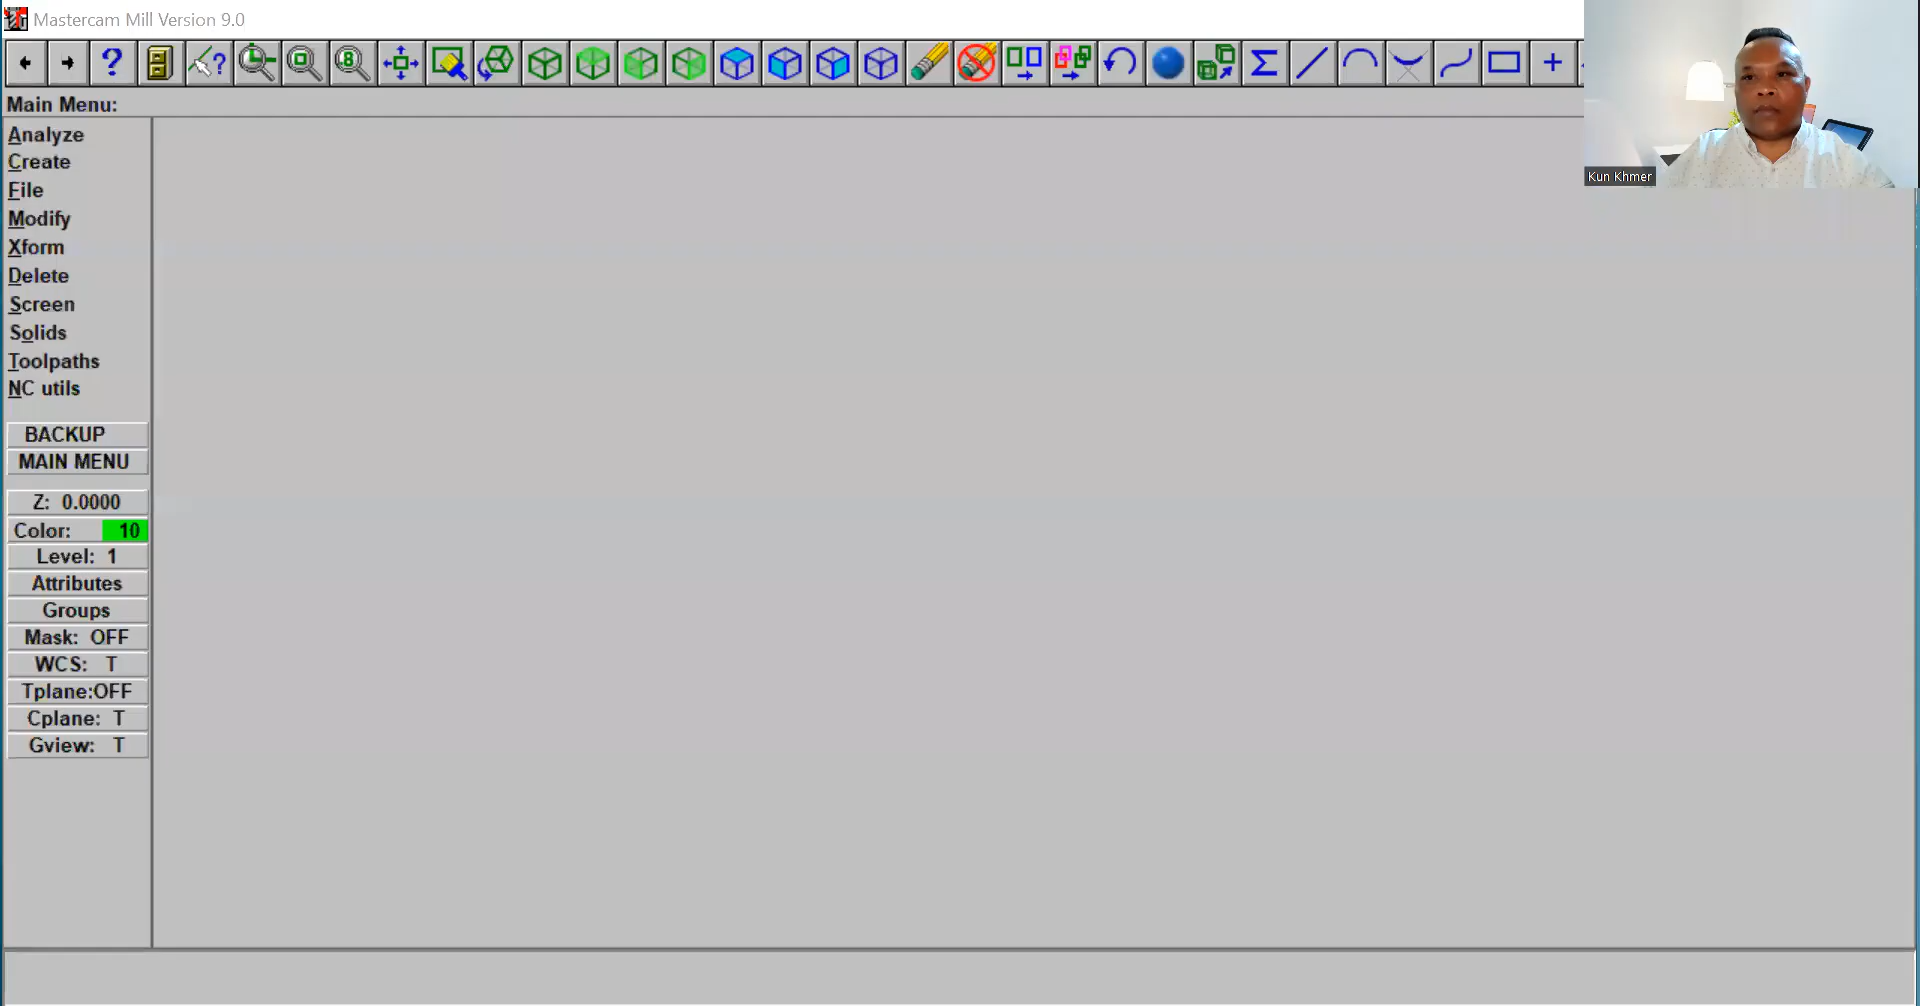 Mastercam Mill Version 9.0
Main Menu:
Analyze
Create
File
Modify
Xform
Delete
Screen
Solids
Toolpaths
NC utils
BACKUP
MAIN MENU
Z: 0.0000
Color: 10
Level: 1
Attributes
Groups
Mask: OFF
WCS: T
Tplane:OFF
Cplane: T
Gview: T
Kun Khmer